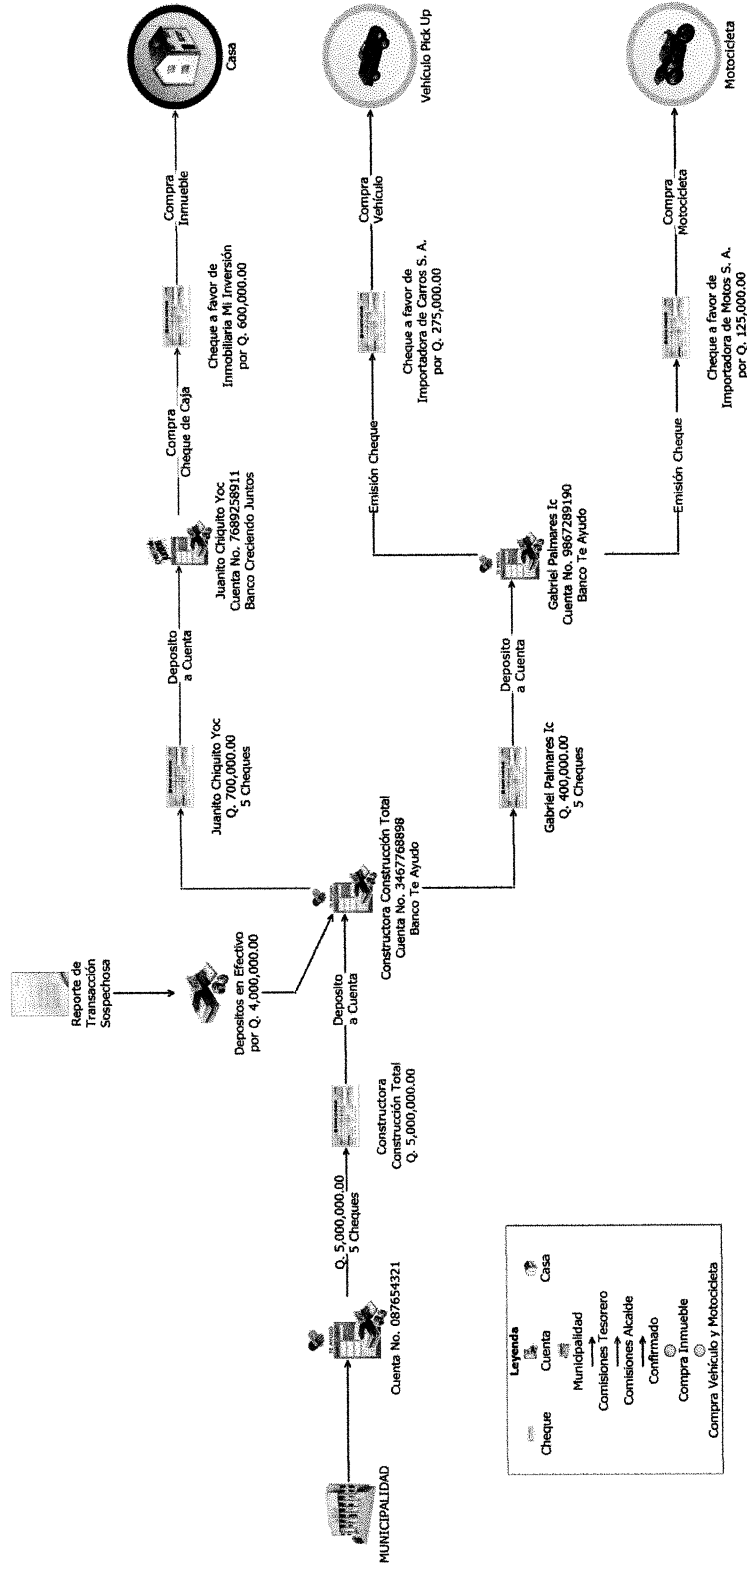 MUNICIPALIDAD
Cuenta No. 087654321
Q. 5,000,000.00
5 Cheques
Constructora
Construcción Total
Q. 5,000,000.00
Deposito
a Cuenta
Reporte de
Transacción
Sospechosa
Depositos en Efectivo
por Q. 4,000,000.00
Constructora Construcción Total
Cuenta No. 3467768898
Banco Te Ayudo
Juanito Chiquito Yoc
Q. 700,000.00
5 Cheques
Deposito
a Cuenta
Juanito Chiquito Yoc
Cuenta No. 7689258911
Banco Creciendo Juntos
Compra
Cheque de Caja
Cheque a favor de
Inmobiliaria Mi Inversión
por Q. 600,000.00
Compra
Inmueble
Casa
Gabriel Palmares Ic
Q. 400,000.00
5 Cheques
Deposito
a Cuenta
Gabriel Palmares Ic
Cuenta No. 9867289190
Banco Te Ayudo
Emisión Cheque
Cheque a favor de
Importadora de Carros S. A.
por Q. 275,000.00
Compra
Vehículo
Vehículo Pick Up
Emisión Cheque
Cheque a favor de
Importadora de Motos S. A.
por Q. 125,000.00
Compra
Motocicleta
Motocicleta
Leyenda
Cheque
Cuenta
Casa
Municipalidad
Comisiones Tesorero
Comisiones Alcalde
Confirmado
Compra Inmueble
Compra Vehículo y Motocicleta